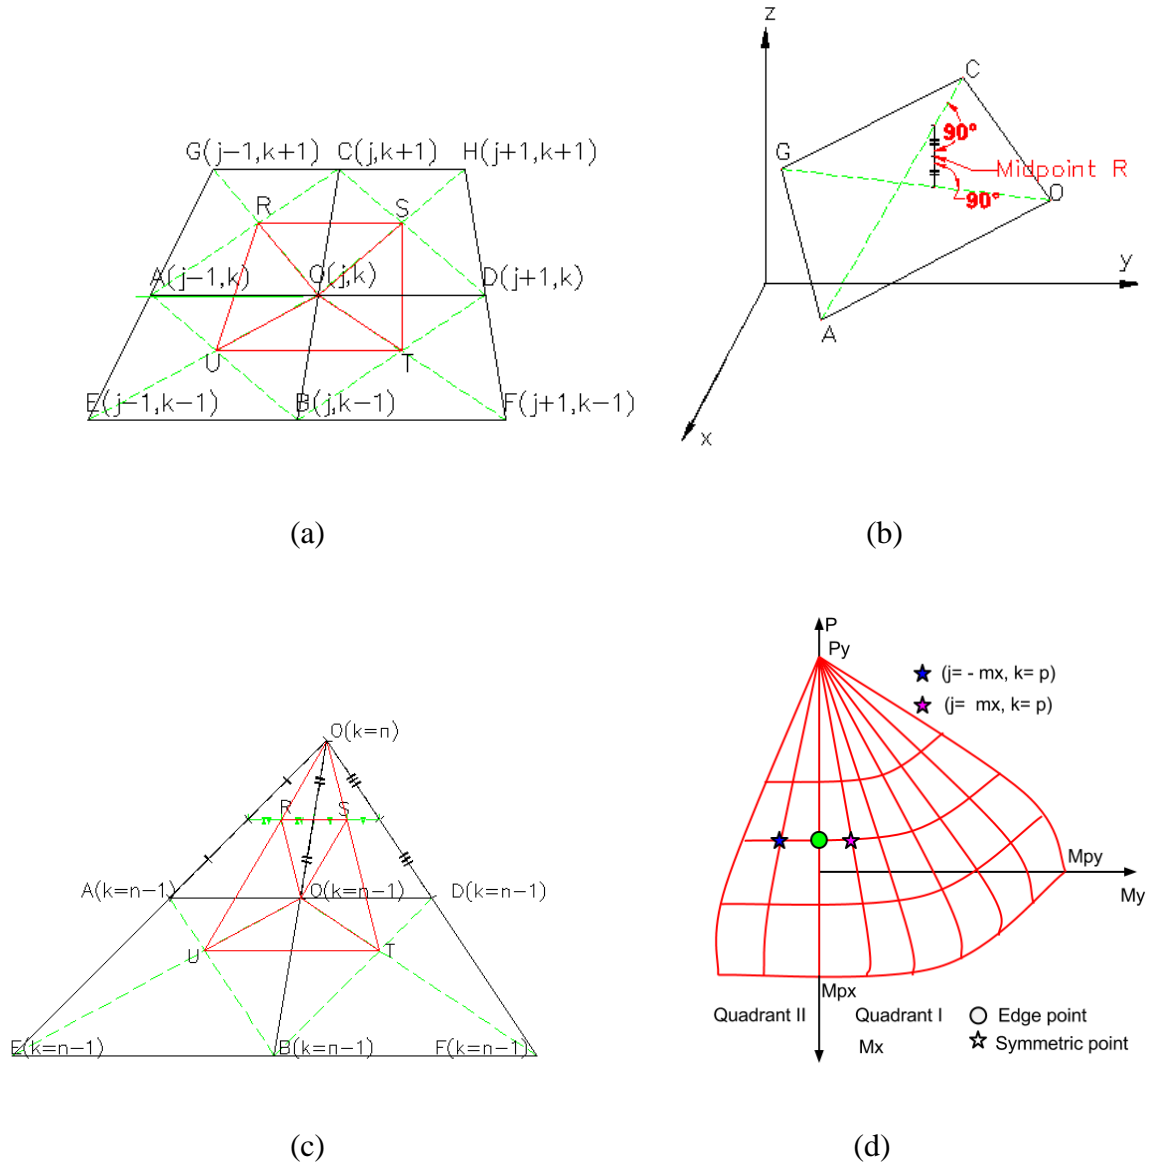 G(j-1,k+1) C(j,k+1) H(j+1,k+1)
R S
A(j-1,k) O(j,k) D(j+1,k)
U T
E(j-1,k-1) B(j,k-1) F(j+1,k-1)
(a)
z
C
90°
G
Midpoint R
90°
O
y
A
x
(b)
O(k=n)
R S
A(k=n-1) O(k=n-1) D(k=n-1)
U T
E(k=n-1) B(k=n-1) F(k=n-1)
(c)
P
Py
(j= - mx, k= p)
(j= mx, k= p)
Mpy
My
Mpx
Quadrant II Quadrant I Edge point
Mx Symmetric point
(d)